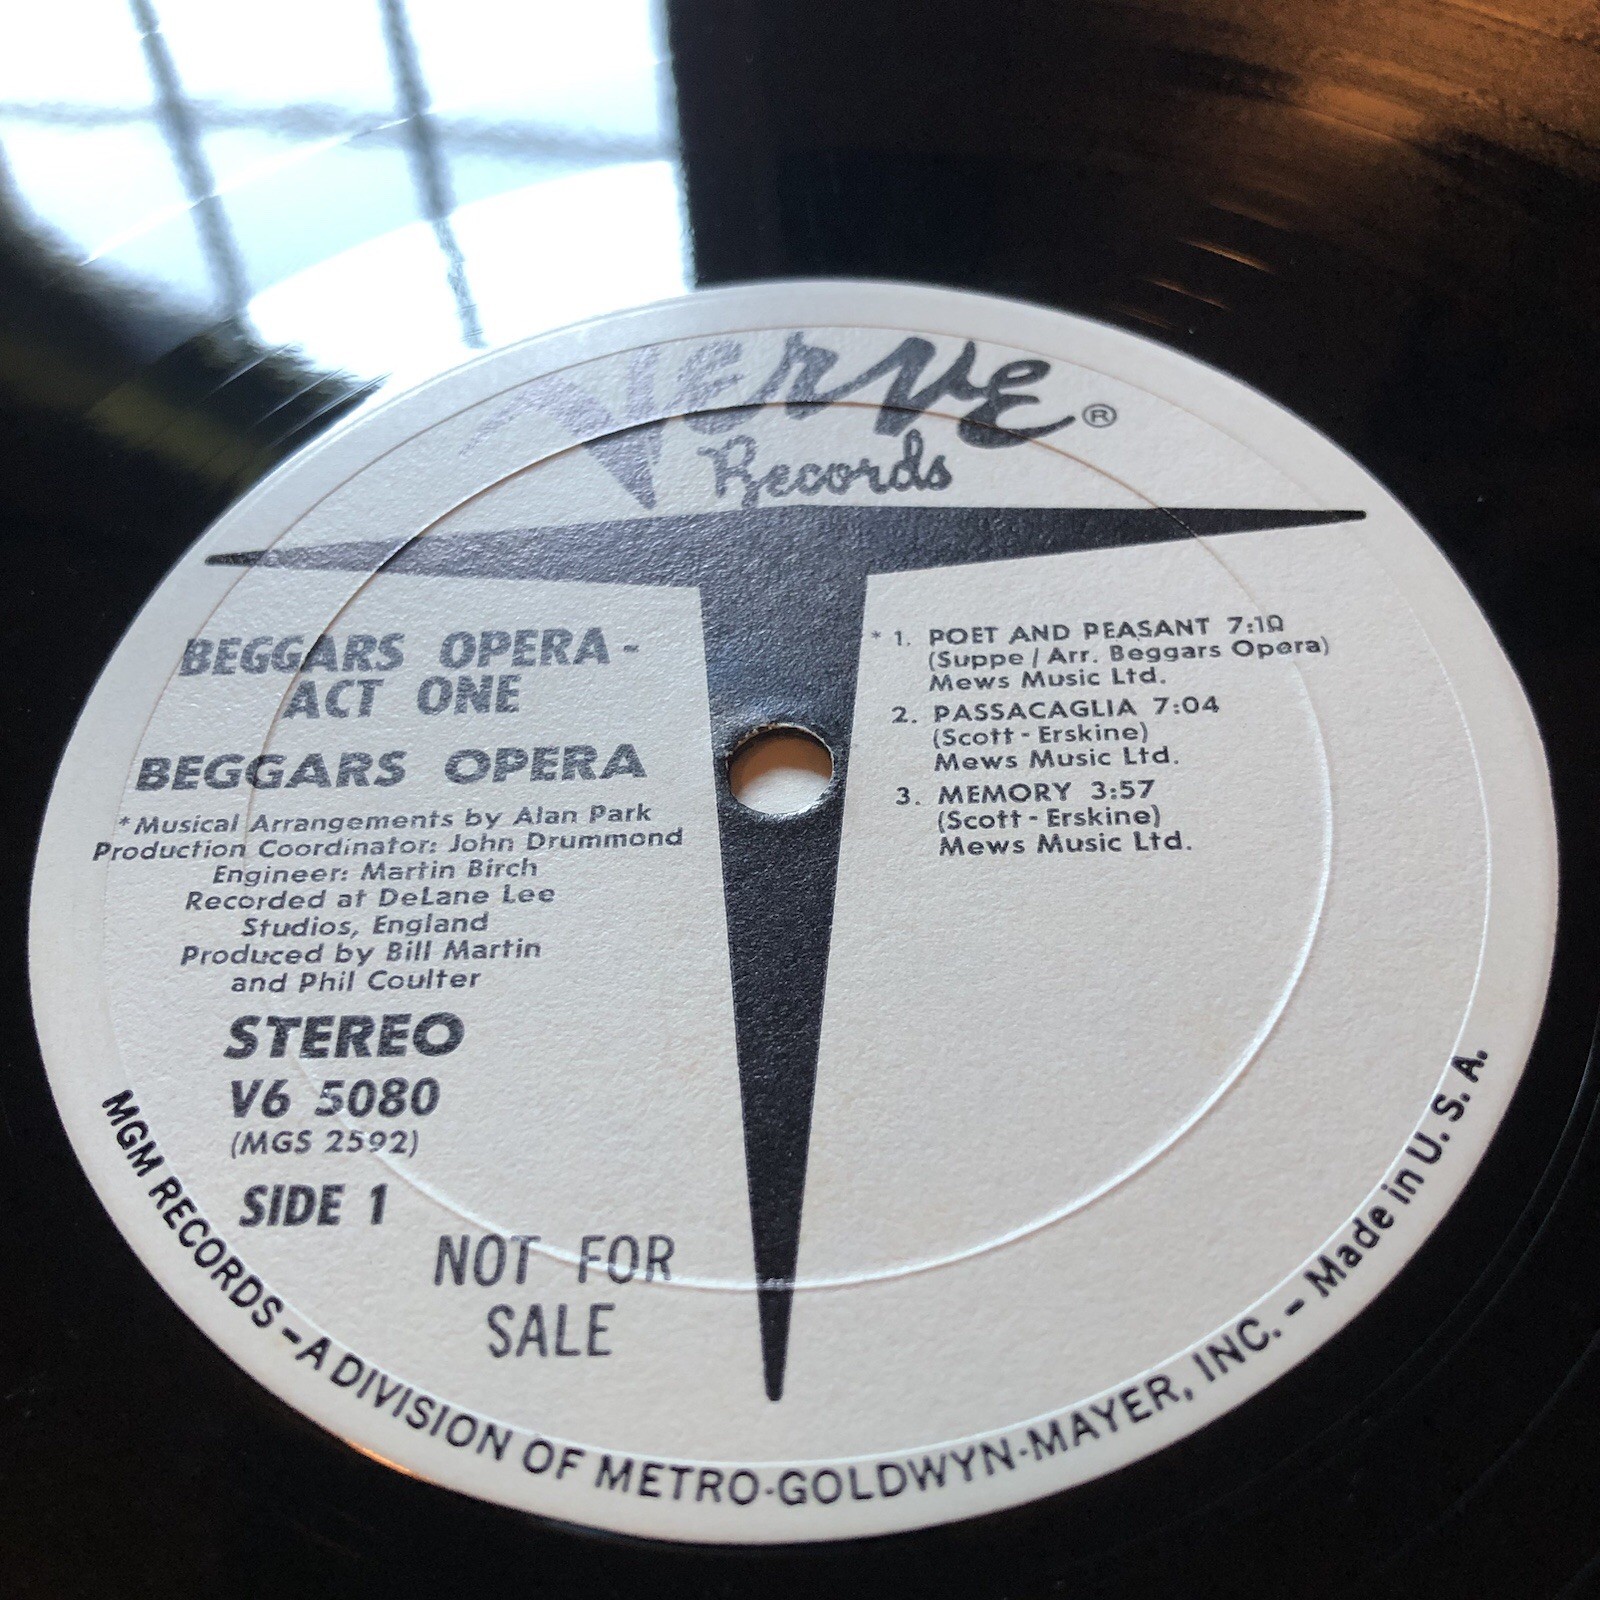 Verve ®
Records
BEGGARS OPERA -
ACT ONE
BEGGARS OPERA
*Musical Arrangements by Alan Park
Production Coordinator: John Drummond
Engineer: Martin Birch
Recorded at DeLane Lee
Studios, England
Produced by Bill Martin
and Phil Coulter
STEREO
V6 5080
(MGS 2592)
SIDE 1
NOT FOR
SALE
* 1. POET AND PEASANT 7:10
(Suppe / Arr. Beggars Opera)
Mews Music Ltd.
2. PASSACAGLIA 7:04
(Scott - Erskine)
Mews Music Ltd.
3. MEMORY 3:57
(Scott - Erskine)
Mews Music Ltd.
MGM RECORDS - A DIVISION OF METRO-GOLDWYN-MAYER, INC. - Made in U. S. A.